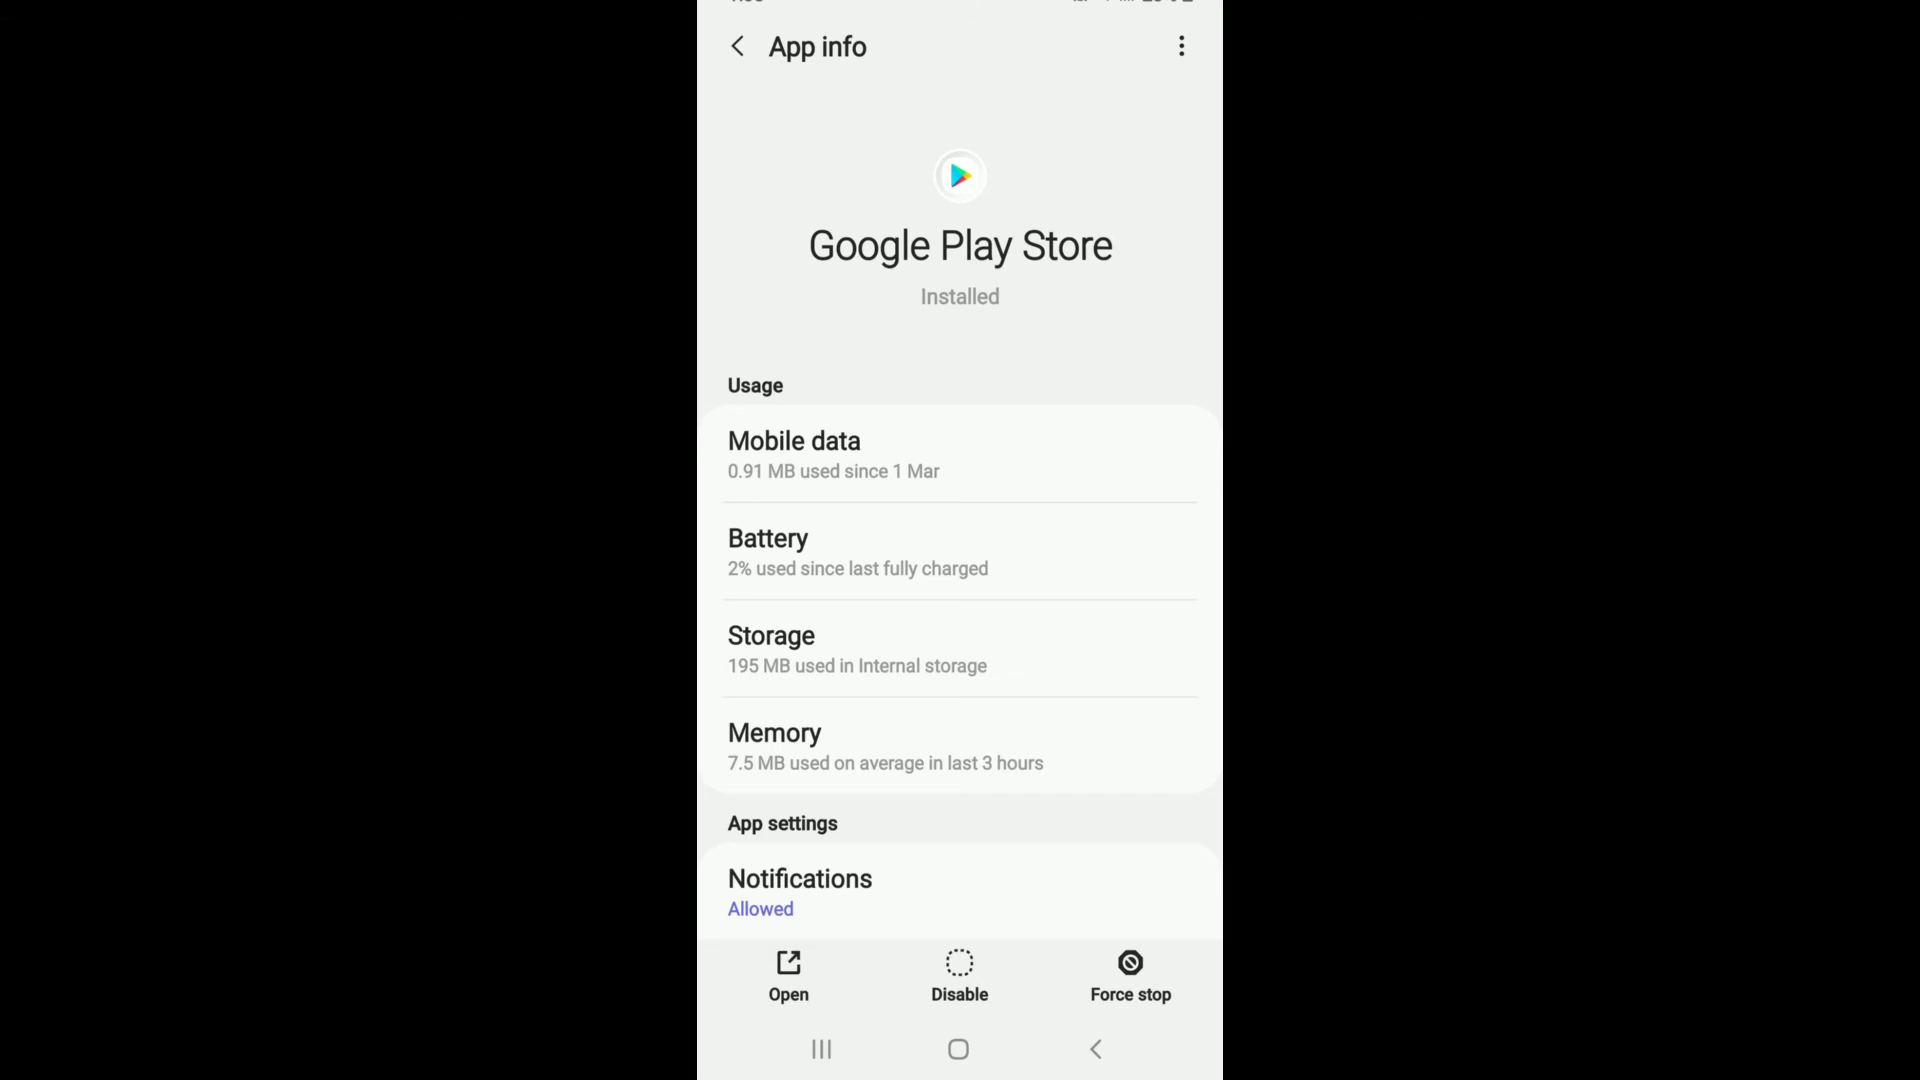 App info
Google Play Store
Installed
Usage
Mobile data
0.91 MB used since 1 Mar
Battery
2% used since last fully charged
Storage
195 MB used in Internal storage
Memory
7.5 MB used on average in last 3 hours
App settings
Notifications
Allowed
Open Disable Force stop